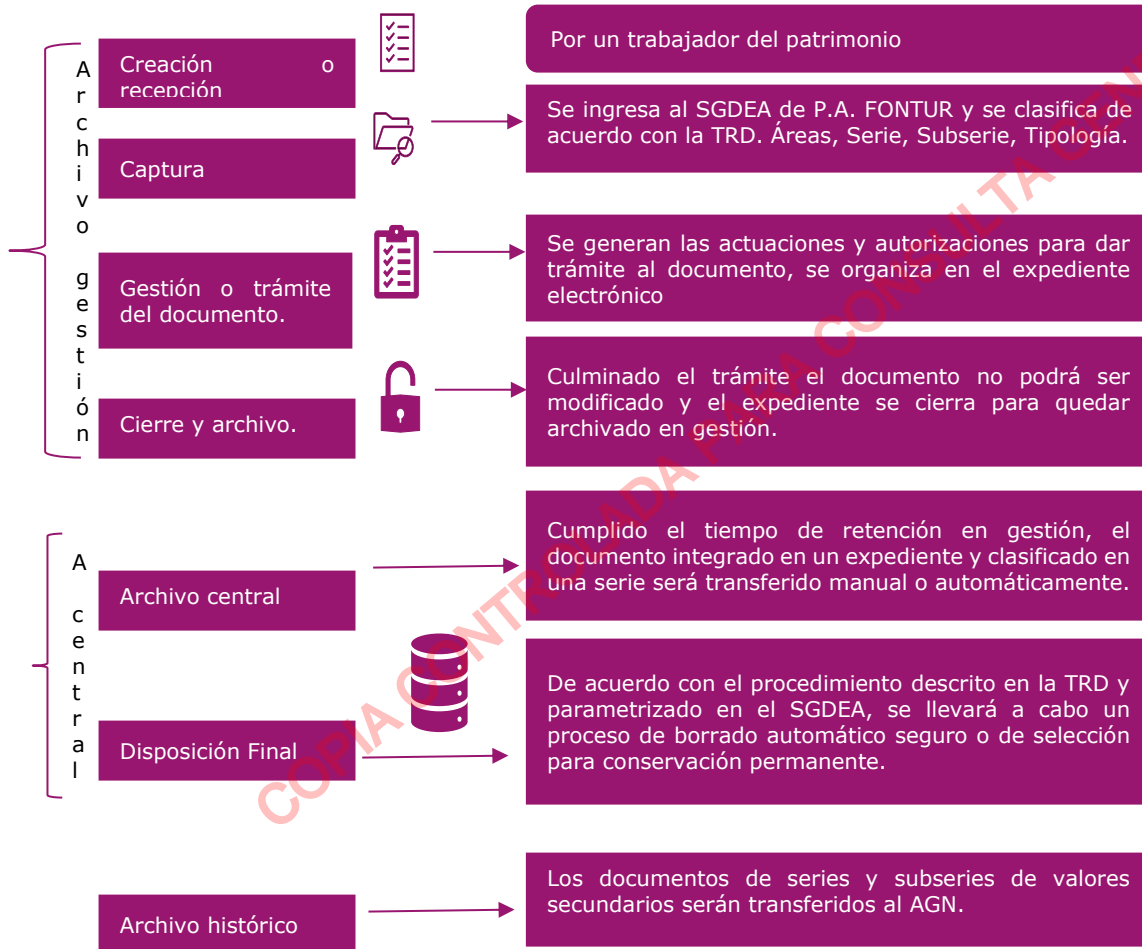 Archivo gestión
Creación o
recepción
Por un trabajador del patrimonio
Captura
Se ingresa al SGDEA de P.A. FONTUR y se clasifica de
acuerdo con la TRD. Áreas, Serie, Subserie, Tipología.
Gestión o trámite
del documento.
Se generan las actuaciones y autorizaciones para dar
trámite al documento, se organiza en el expediente
electrónico
Cierre y archivo.
Culminado el trámite el documento no podrá ser
modificado y el expediente se cierra para quedar
archivado en gestión.
A central
Archivo central
Cumplido el tiempo de retención en gestión, el
documento integrado en un expediente y clasificado en
una serie será transferido manual o automáticamente.
Disposición Final
De acuerdo con el procedimiento descrito en la TRD y
parametrizado en el SGDEA, se llevará a cabo un
proceso de borrado automático seguro o de selección
para conservación permanente.
Archivo histórico
Los documentos de series y subseries de valores
secundarios serán transferidos al AGN.
COPIA CONTROLADA PARA CONSULTA